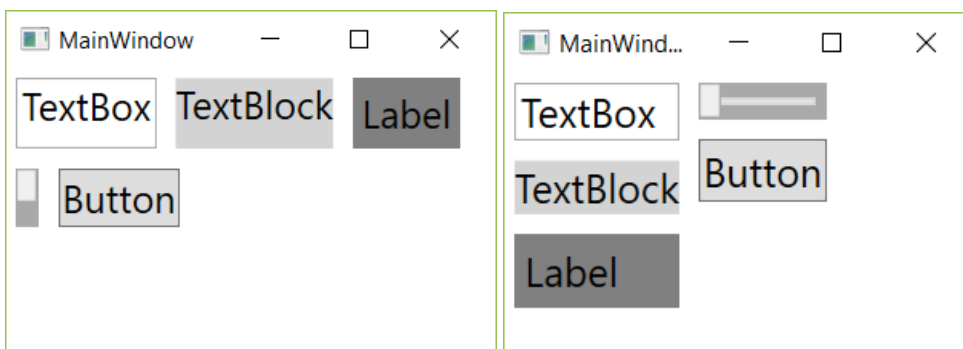 MainWindow
TextBox TextBlock Label
Button
MainWind...
TextBox
Button
TextBlock
Label